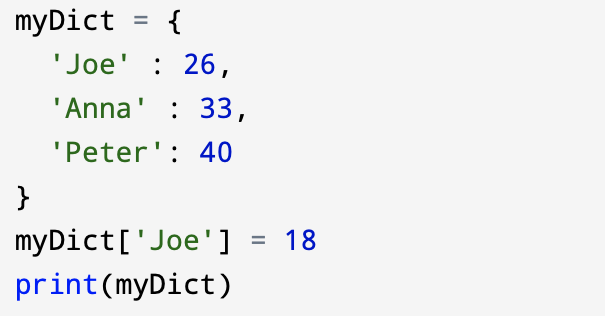 myDict = {
  'Joe' : 26,
  'Anna' : 33,
  'Peter': 40
}
myDict['Joe'] = 18
print(myDict)